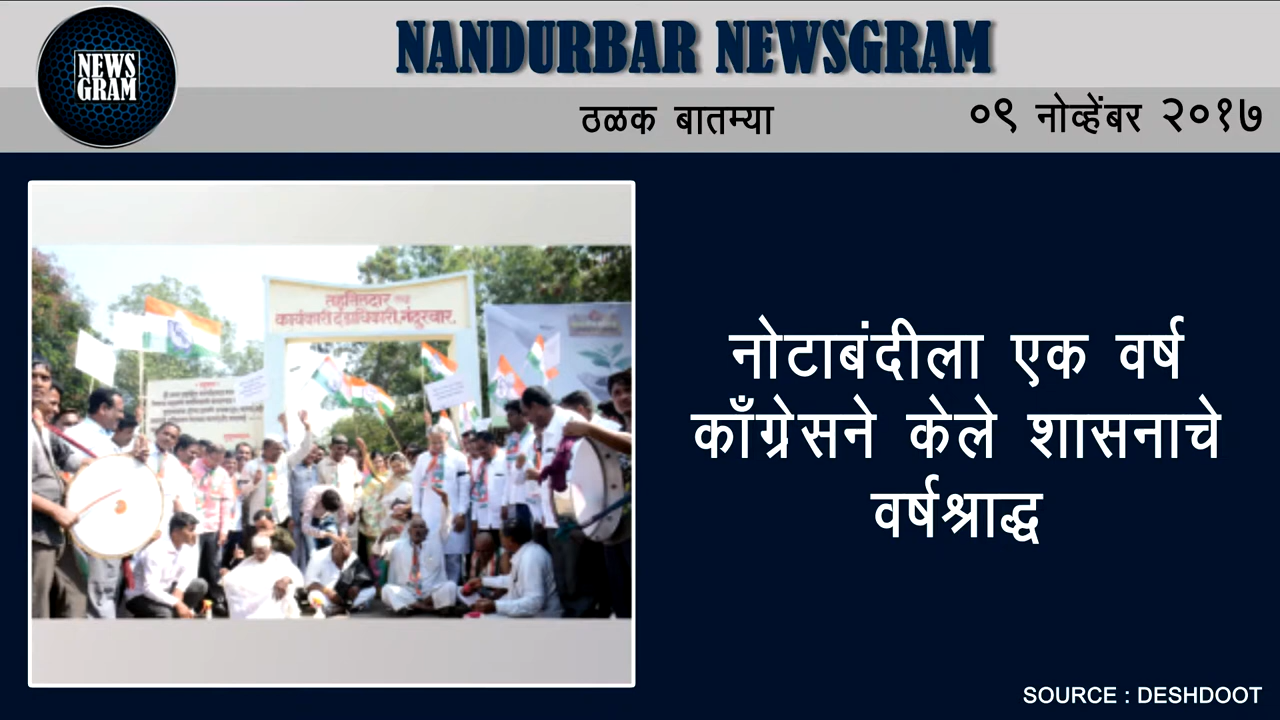 NEWS
GRAM
NANDURBAR NEWSGRAM
ठळक बातम्या
०९ नोव्हेंबर २०१७
तहसिलदार तथा
कार्यकारी दंडाधिकारी, नंदुरबार.
नोटाबंदीला एक वर्ष
काँग्रेसने केले शासनाचे
वर्षश्राद्ध
SOURCE : DESHDOOT